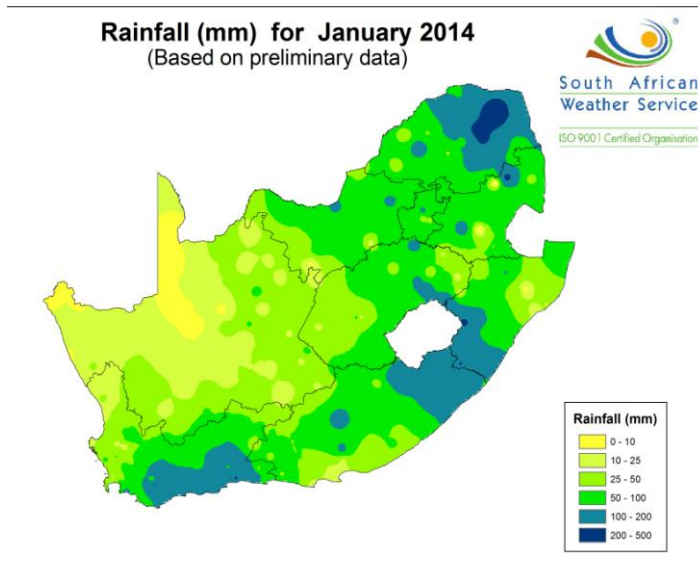 Rainfall (mm) for January 2014
(Based on preliminary data)
South African
Weather Service
ISO 9001 Certified Organisation
Rainfall (mm)
0 - 10
10 - 25
25 - 50
50 - 100
100 - 200
200 - 500